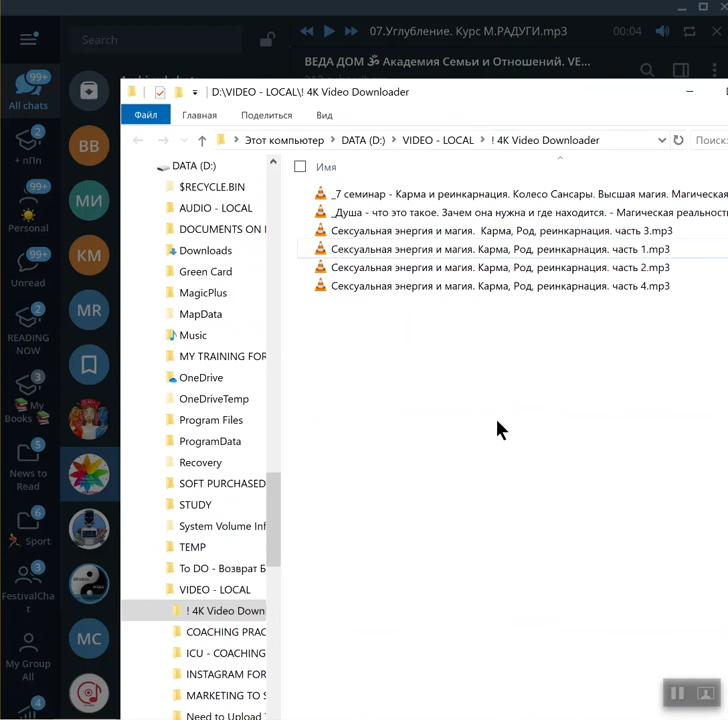 Search
07.Углубление. Курс М.РАДУГИ.mp3
00:04
ВЕДА ДОМ ॐ Академия Семьи и Отношений. VE...
99+
All chats
2
+ пПп
99+
Personal
99+
Unread
2
READING
NOW
3
My
Books
5
News to
Read
6
Sport
3
FestivalCha
t
My Group
All
4
ВВ
МИ
КМ
MR
МС
D:\VIDEO - LOCAL\! 4K Video Downloader
Файл
Главная
Поделиться
Вид
Этот компьютер
DATA (D:)
VIDEO - LOCAL
! 4K Video Downloader
Поиск:
DATA (D:)
$RECYCLE.BIN
AUDIO - LOCAL
DOCUMENTS ON
Downloads
Green Card
MagicPlus
MapData
Music
MY TRAINING FOR
OneDrive
OneDriveTemp
Program Files
ProgramData
Recovery
SOFT PURCHASED
STUDY
System Volume Inf
TEMP
To DO - Возврат Б
VIDEO - LOCAL
! 4K Video Down
COACHING PRAC
ICU - COACHING
INSTAGRAM FOR
MARKETING TO S
Need to Upload
Имя
_7 семинар - Карма и реинкарнация. Колесо Сансары. Высшая магия. Магическая
_Душа - что это такое. Зачем она нужна и где находится. - Магическая реальност
Сексуальная энергия и магия.  Карма, Род, реинкарнация. часть 3.mp3
Сексуальная энергия и магия. Карма, Род, реинкарнация. часть 1.mp3
Сексуальная энергия и магия. Карма, Род, реинкарнация. часть 2.mp3
Сексуальная энергия и магия. Карма, Род, реинкарнация. часть 4.mp3